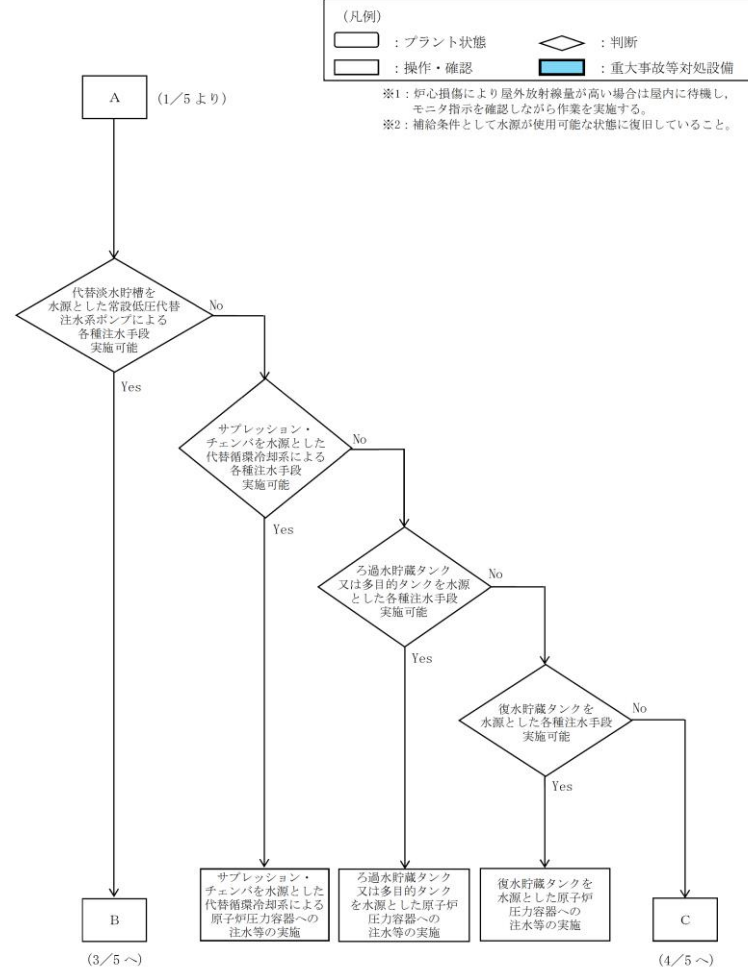 (凡例)
：プラント状態
：判断
：操作・確認
：重大事故等対処設備
※1：炉心損傷により屋外放射線量が高い場合は屋内に待機し、
モニタ指示を確認しながら作業を実施する。
※2：補給条件として水源が使用可能な状態に復旧していること。
A
(1／5 より)
代替淡水貯槽を
水源とした常設低圧代替
注水系ポンプによる
各種注水手段
実施可能
No
Yes
サプレッション・
チェンバを水源とした
代替循環冷却系による
各種注水手段
実施可能
No
Yes
ろ過水貯蔵タンク
又は多目的タンクを水源
とした各種注水手段
実施可能
No
Yes
復水貯蔵タンクを
水源とした各種注水手段
実施可能
No
Yes
B
(3／5 へ)
サプレッション・
チェンバを水源とした
代替循環冷却系による
原子炉圧力容器への
注水等の実施
ろ過水貯蔵タンク
又は多目的タンク
を水源とした原子炉
圧力容器への
注水等の実施
復水貯蔵タンクを
水源とした原子炉
圧力容器への
注水等の実施
C
(4／5 へ)